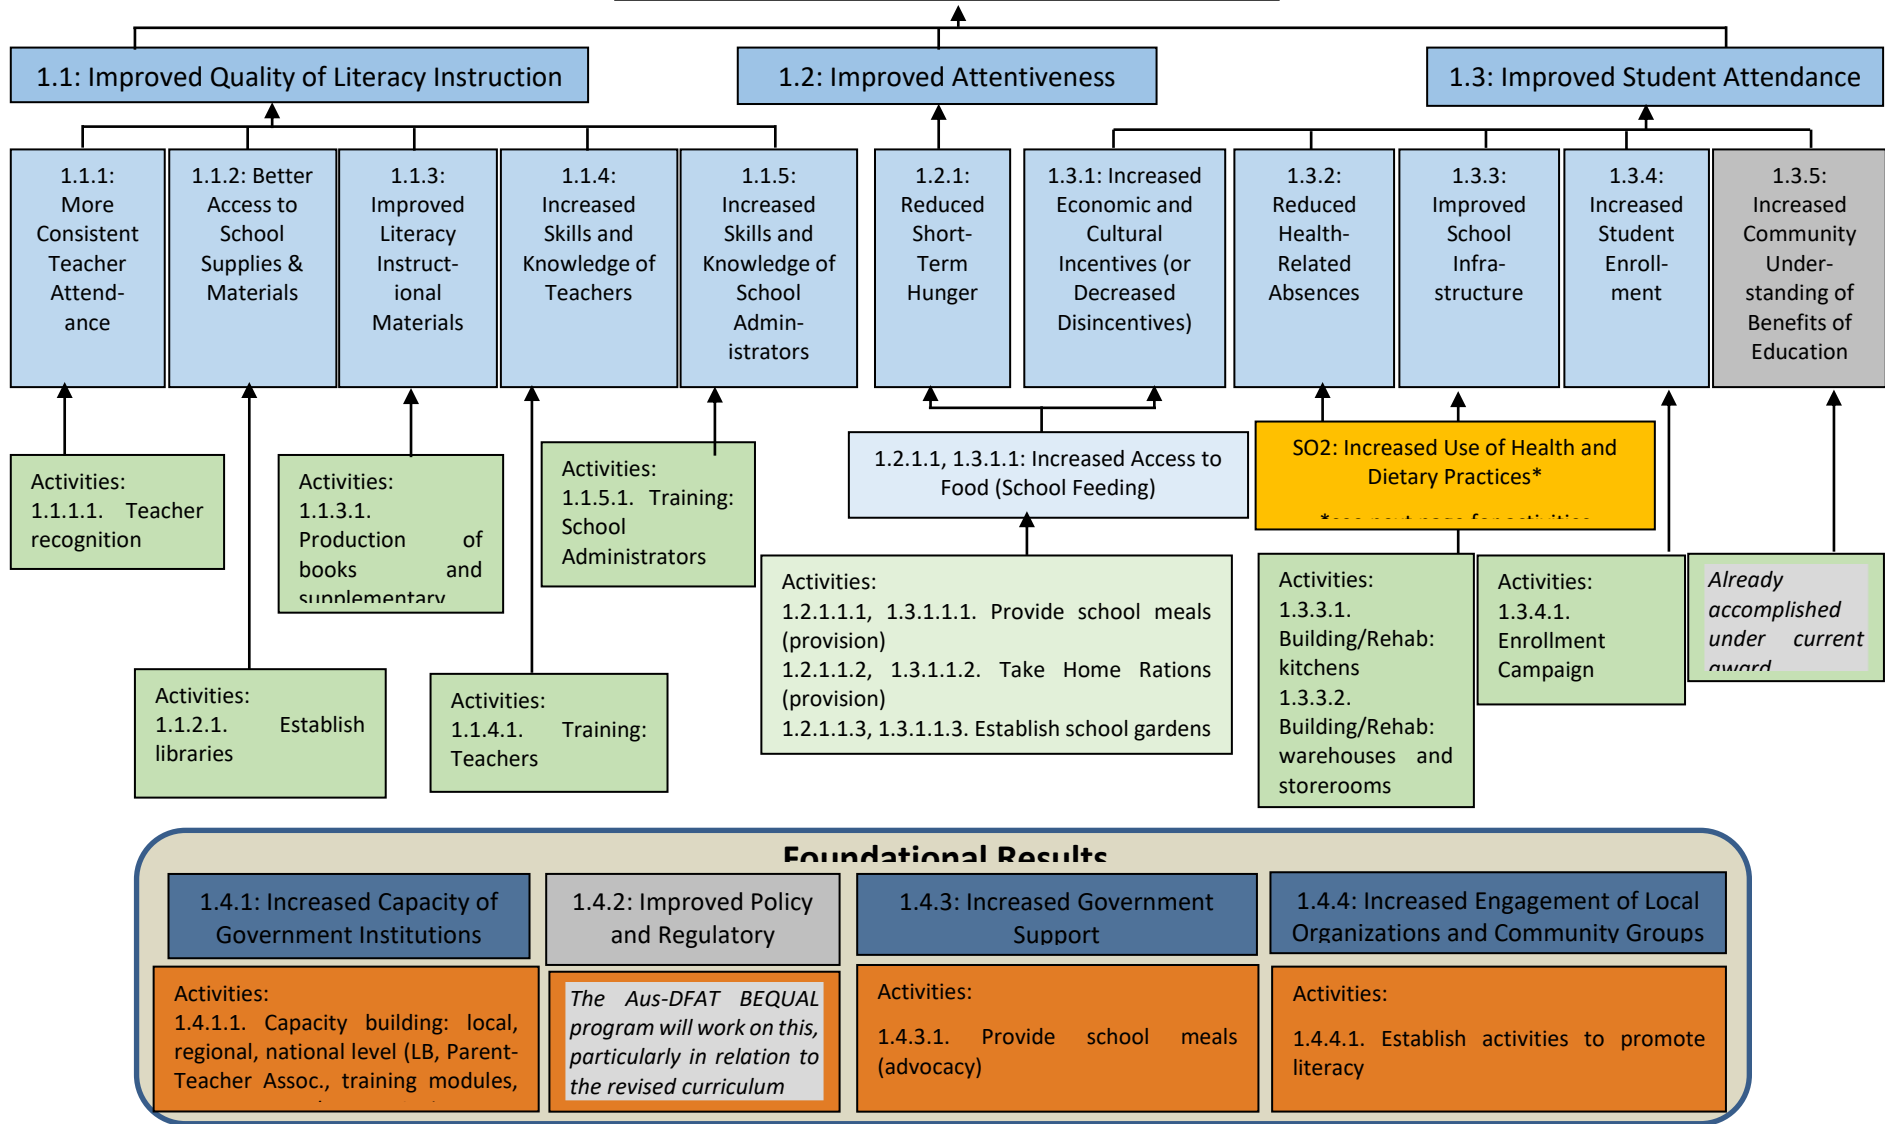 1.1: Improved Quality of Literacy Instruction
1.2: Improved Attentiveness
1.3: Improved Student Attendance
1.1.1:
More
Consistent
Teacher
Attend-
ance
1.1.2: Better
Access to
School
Supplies &
Materials
1.1.3:
Improved
Literacy
Instruct-
ional
Materials
1.1.4:
Increased
Skills and
Knowledge of
Teachers
1.1.5:
Increased
Skills and
Knowledge of
School
Admin-
istrators
1.2.1:
Reduced
Short-
Term
Hunger
1.3.1: Increased
Economic and
Cultural
Incentives (or
Decreased
Disincentives)
1.3.2:
Reduced
Health-
Related
Absences
1.3.3:
Improved
School
Infra-
structure
1.3.4:
Increased
Student
Enroll-
ment
1.3.5:
Increased
Community
Under-
standing of
Benefits of
Education
Activities:
1.1.1.1. Teacher
recognition
Activities:
1.1.3.1.
Production of
books and
supplementary
Activities:
1.1.5.1. Training:
School
Administrators
1.2.1.1, 1.3.1.1: Increased Access to
Food (School Feeding)
SO2: Increased Use of Health and
Dietary Practices*
*see next page for activities
Activities:
1.1.2.1. Establish
libraries
Activities:
1.1.4.1. Training:
Teachers
Activities:
1.2.1.1.1, 1.3.1.1.1. Provide school meals
(provision)
1.2.1.1.2, 1.3.1.1.2. Take Home Rations
(provision)
1.2.1.1.3, 1.3.1.1.3. Establish school gardens
Activities:
1.3.3.1.
Building/Rehab:
kitchens
1.3.3.2.
Building/Rehab:
warehouses and
storerooms
Activities:
1.3.4.1.
Enrollment
Campaign
Already
accomplished
under current
award
Foundational Results
1.4.1: Increased Capacity of
Government Institutions
1.4.2: Improved Policy
and Regulatory
1.4.3: Increased Government
Support
1.4.4: Increased Engagement of Local
Organizations and Community Groups
Activities:
1.4.1.1. Capacity building: local,
regional, national level (LB, Parent-
Teacher Assoc., training modules,
The Aus-DFAT BEQUAL
program will work on this,
particularly in relation to
the revised curriculum
Activities:
1.4.3.1. Provide school meals
(advocacy)
Activities:
1.4.4.1. Establish activities to promote
literacy